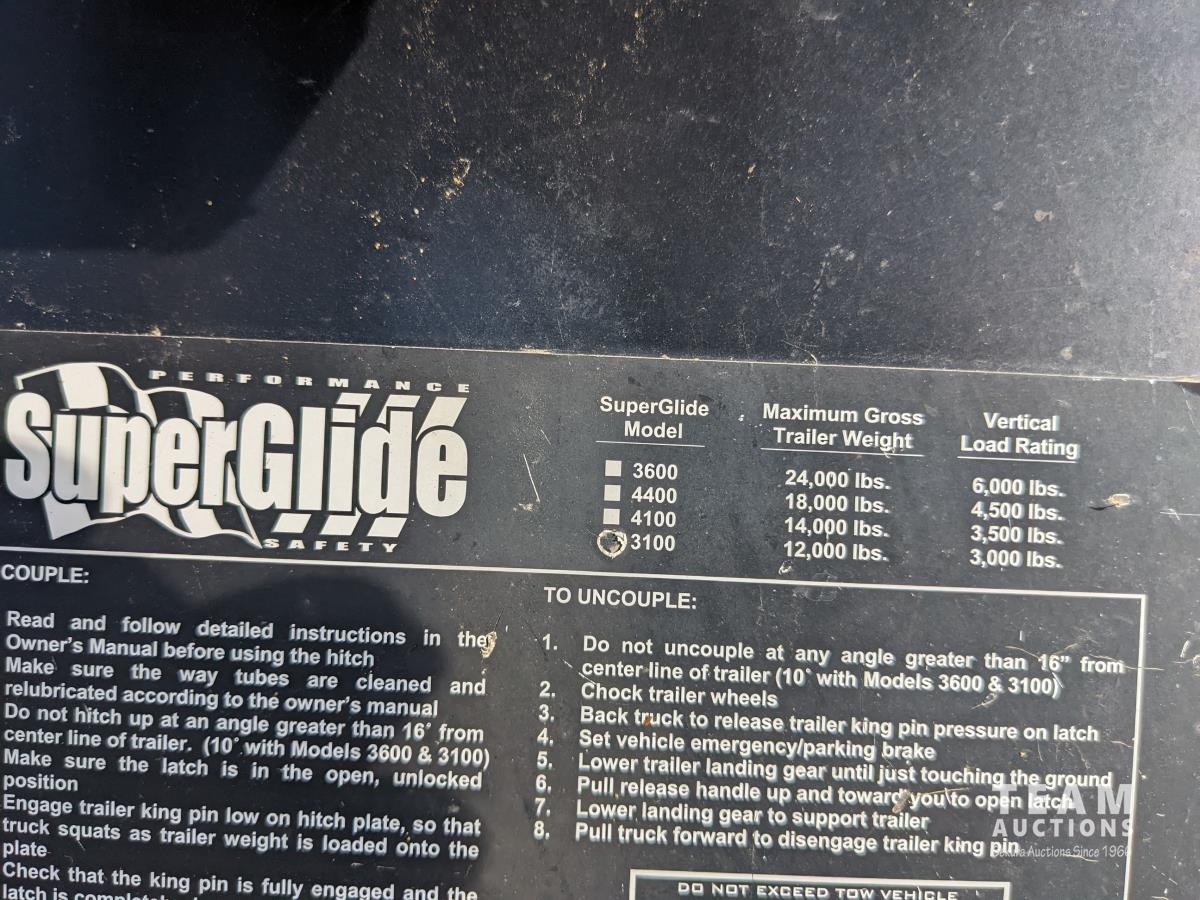 PERFORMANCE
SuperGlide
SAFETY
SuperGlide Model
Maximum Gross Trailer Weight
Vertical Load Rating
3600 24,000 lbs. 6,000 lbs.
4400 18,000 lbs. 4,500 lbs.
4100 14,000 lbs. 3,500 lbs.
3100 12,000 lbs. 3,000 lbs.
COUPLE:
Read and follow detailed instructions in the
Owner's Manual before using the hitch
Make sure the way tubes are cleaned and
relubricated according to the owner's manual
Do not hitch up at an angle greater than 16° from
center line of trailer. (10° with Models 3600 & 3100)
Make sure the latch is in the open, unlocked
position
Engage trailer king pin low on hitch plate, so that
truck squats as trailer weight is loaded onto the
plate
Check that the king pin is fully engaged and the
latch is
TO UNCOUPLE:
1. Do not uncouple at any angle greater than 16" from
center line of trailer (10° with Models 3600 & 3100)
2. Chock trailer wheels
3. Back truck to release trailer king pin pressure on latch
4. Set vehicle emergency/parking brake
5. Lower trailer landing gear until just touching the ground
6. Pull release handle up and toward you to open latch
7. Lower landing gear to support trailer
8. Pull truck forward to disengage trailer king pin
DO NOT EXCEED TOW VEHICLE
TEAM
AUCTIONS
Auctions Since 1966